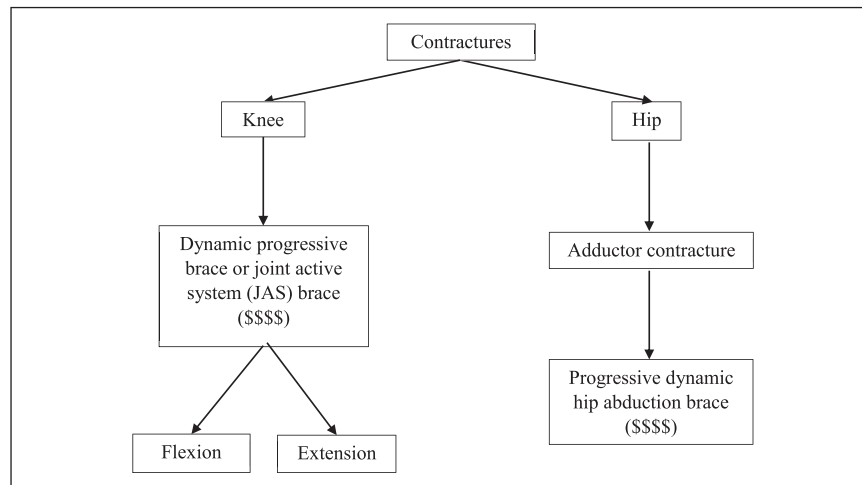 Contractures
Knee
Hip
Dynamic progressive
brace or joint active
system (JAS) brace
($$$$)
Adductor contracture
Progressive dynamic
hip abduction brace
($$$$)
Flexion
Extension